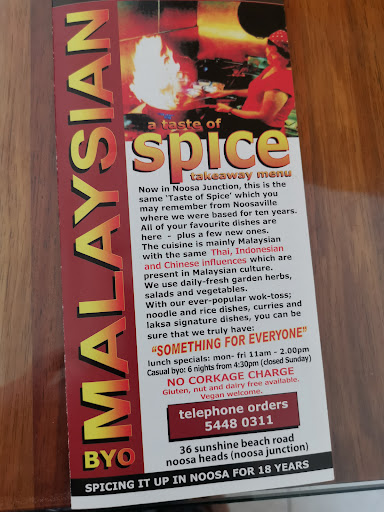 BYO MALAYSIAN
a taste of
spice
takeaway menu
Now in Noosa Junction, this is the
same 'Taste of Spice' which you
may remember from Noosaville
where we were based for ten years.
All of your favourite dishes are
here - plus a few new ones.
The cuisine is mainly Malaysian
with the same Thai, Indonesian
and Chinese influences which are
present in Malaysian culture.
We use daily-fresh garden herbs,
salads and vegetables.
With our ever-popular wok-toss;
noodle and rice dishes, curries and
laksa signature dishes, you can be
sure that we truly have:
"SOMETHING FOR EVERYONE"
lunch specials: mon- fri 11am - 2.00pm
Casual byo: 6 nights from 4:30pm (closed Sunday)
NO CORKAGE CHARGE
Gluten, nut and dairy free available.
Vegan welcome.
telephone orders
5448 0311
36 sunshine beach road
noosa heads (noosa junction)
SPICING IT UP IN NOOSA FOR 18 YEARS